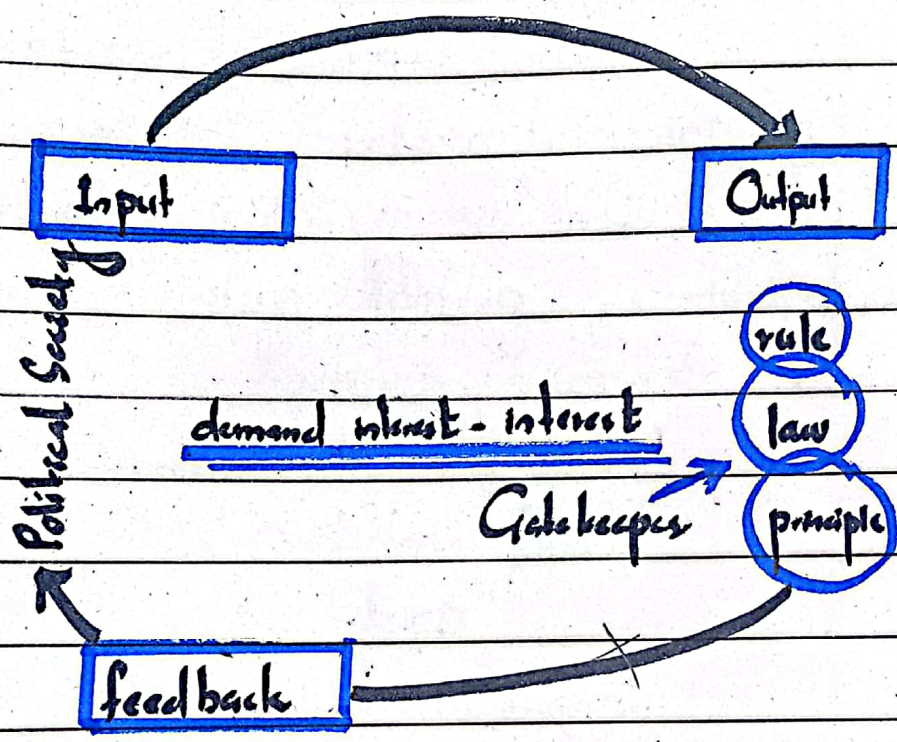 Input
Output
Political Society
rule
law
principle
demand interest - interest
Gatekeeper
feedback